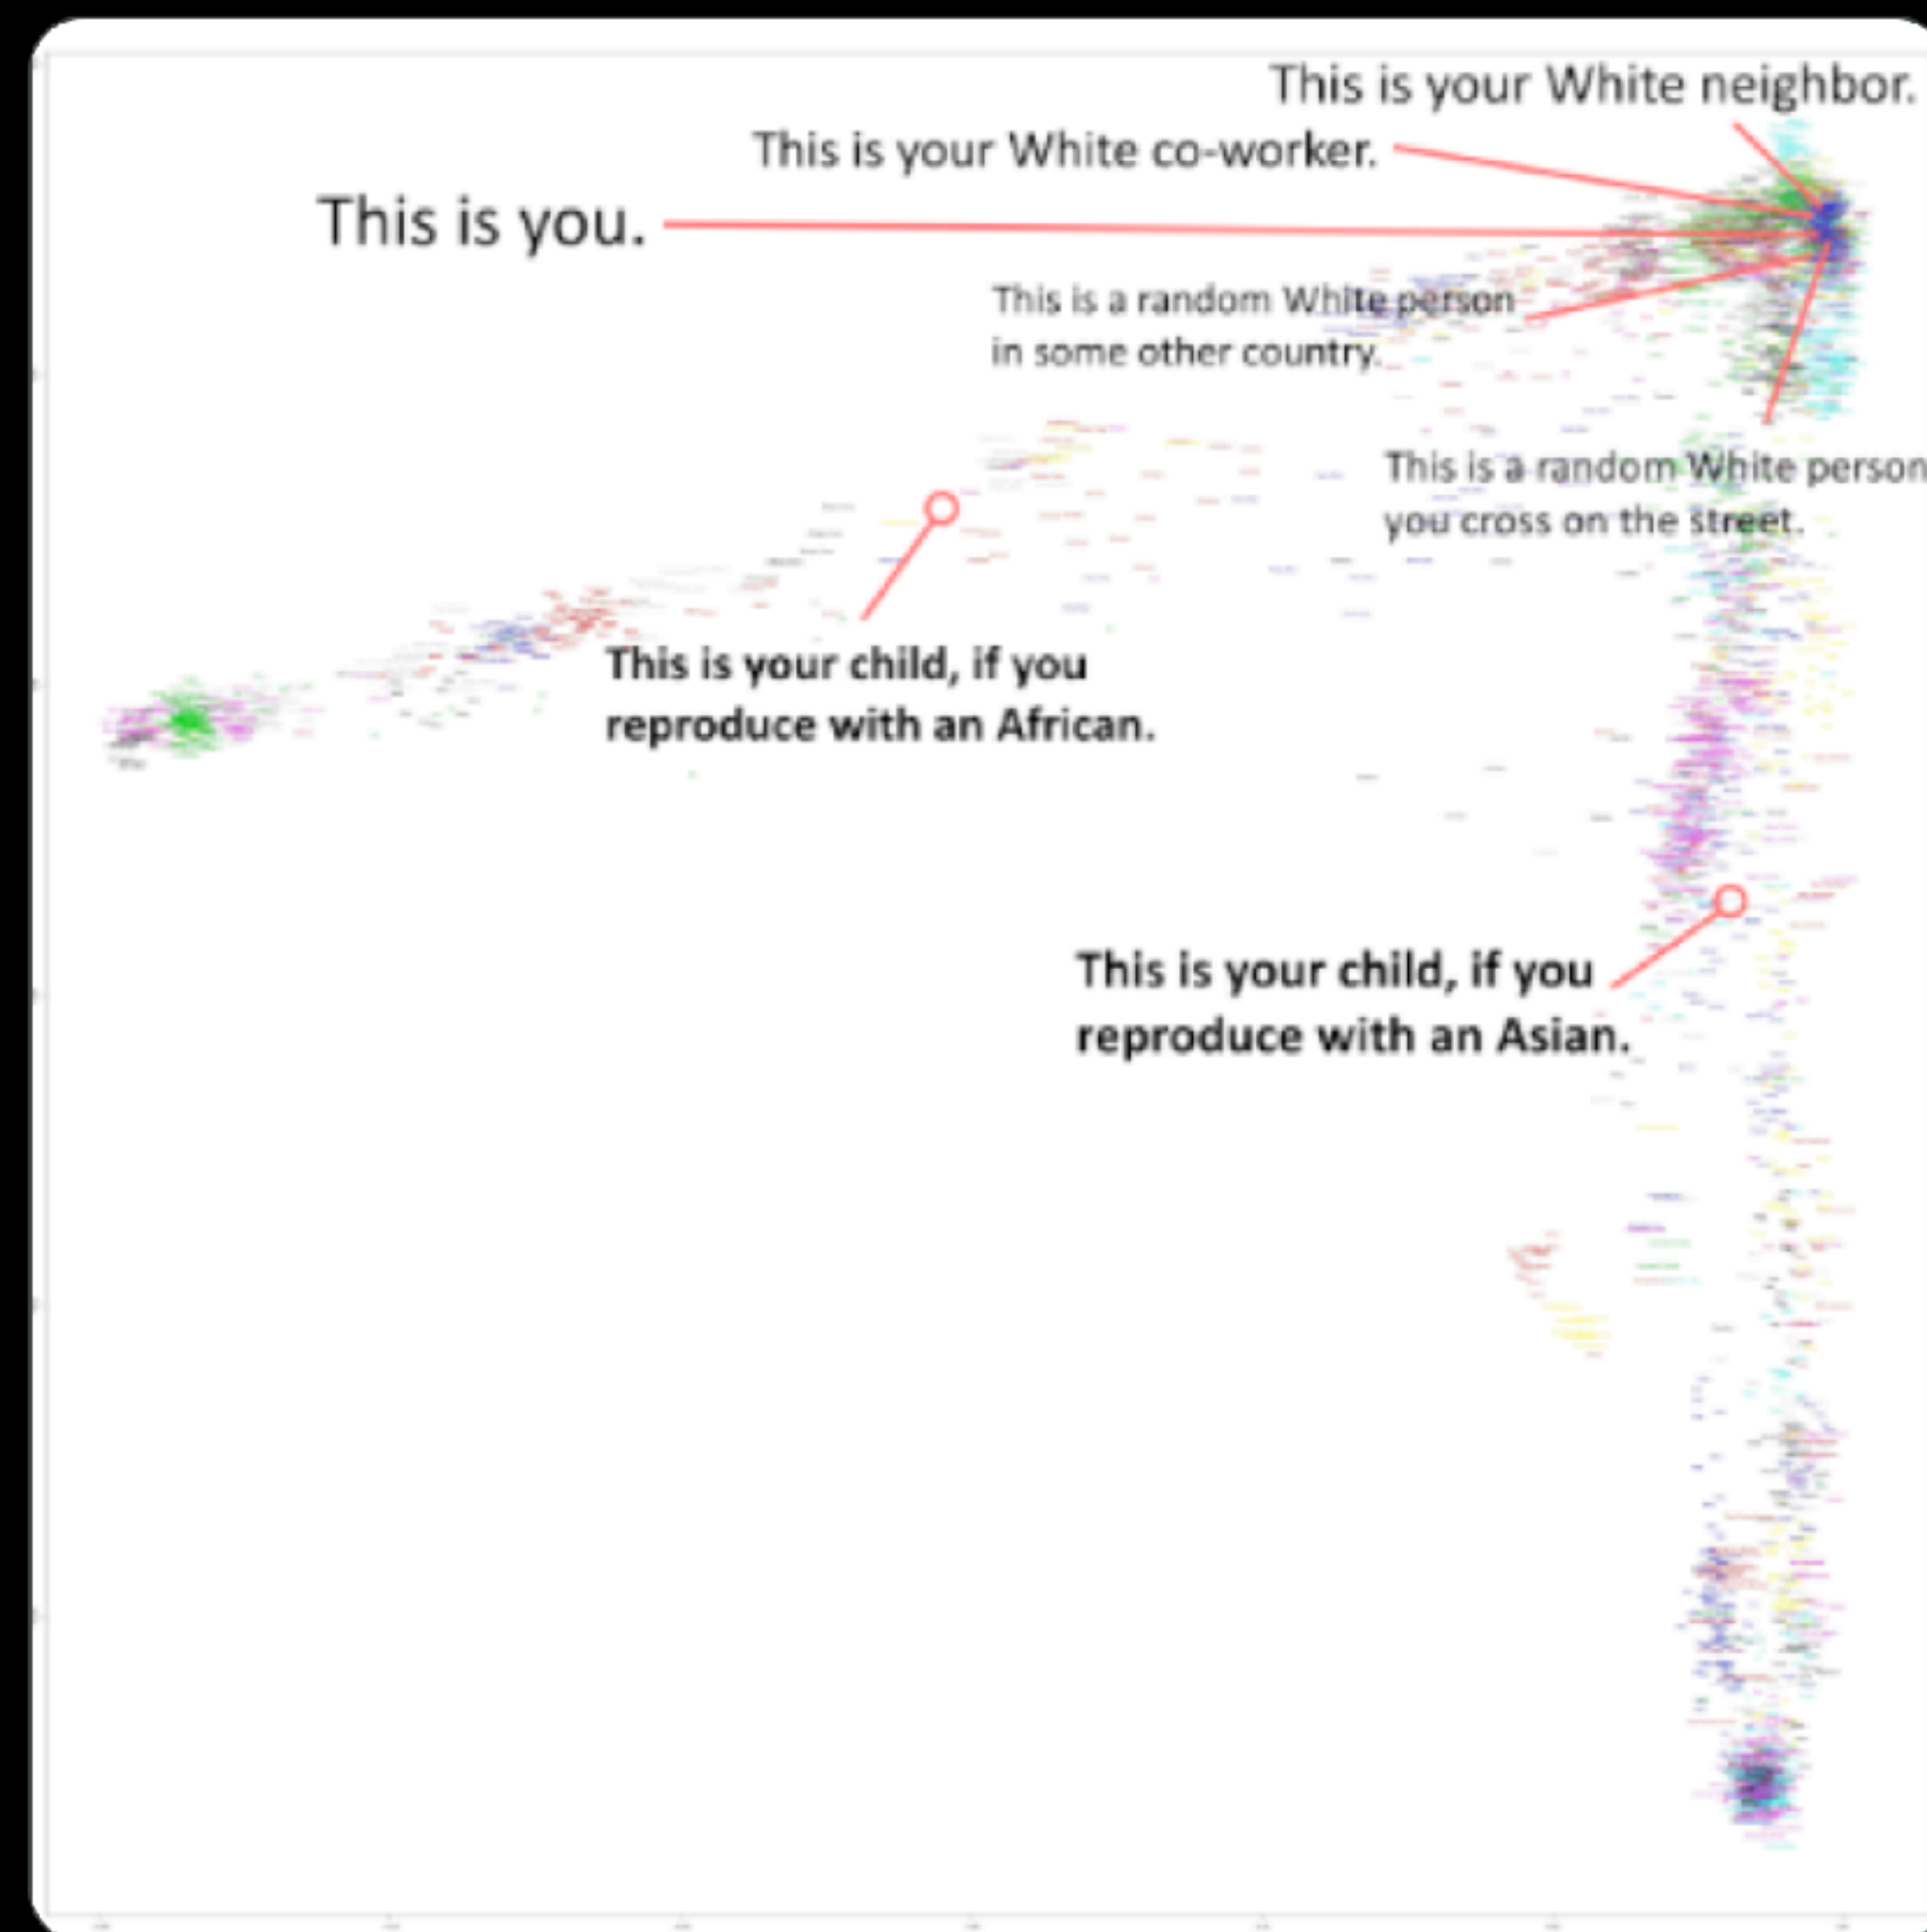 This is your White neighbor.
This is your White co-worker.
This is you.
This is a random White person
in some other country.
This is a random White person
you cross on the street.
This is your child, if you
reproduce with an African.
This is your child, if you
reproduce with an Asian.